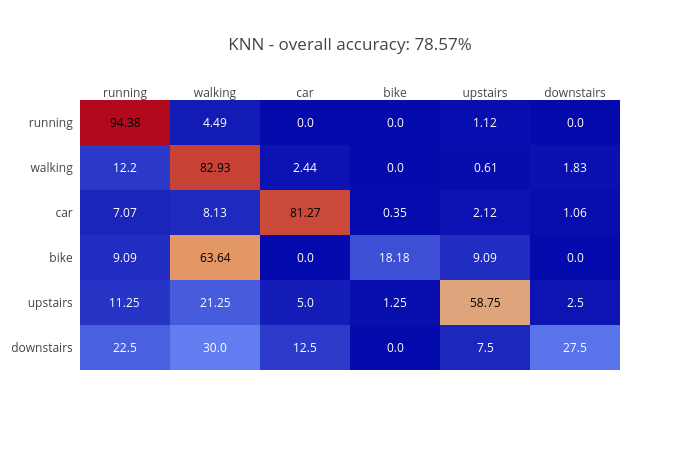 KNN - overall accuracy: 78.57%
running walking car bike upstairs downstairs
running 94.38 4.49 0.0 0.0 1.12 0.0
walking 12.2 82.93 2.44 0.0 0.61 1.83
car 7.07 8.13 81.27 0.35 2.12 1.06
bike 9.09 63.64 0.0 18.18 9.09 0.0
upstairs 11.25 21.25 5.0 1.25 58.75 2.5
downstairs 22.5 30.0 12.5 0.0 7.5 27.5